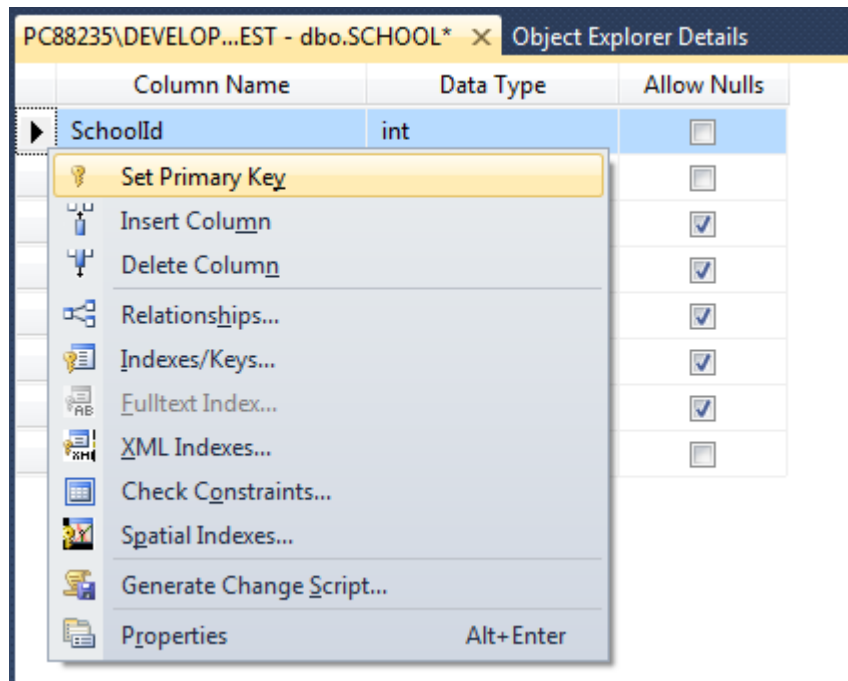 PC88235\DEVELOP...EST - dbo.SCHOOL* Object Explorer Details
Column Name Data Type Allow Nulls
SchoolId int
Set Primary Key
Insert Column
Delete Column
Relationships...
Indexes/Keys...
Fulltext Index...
XML Indexes...
Check Constraints...
Spatial Indexes...
Generate Change Script...
Properties Alt+Enter